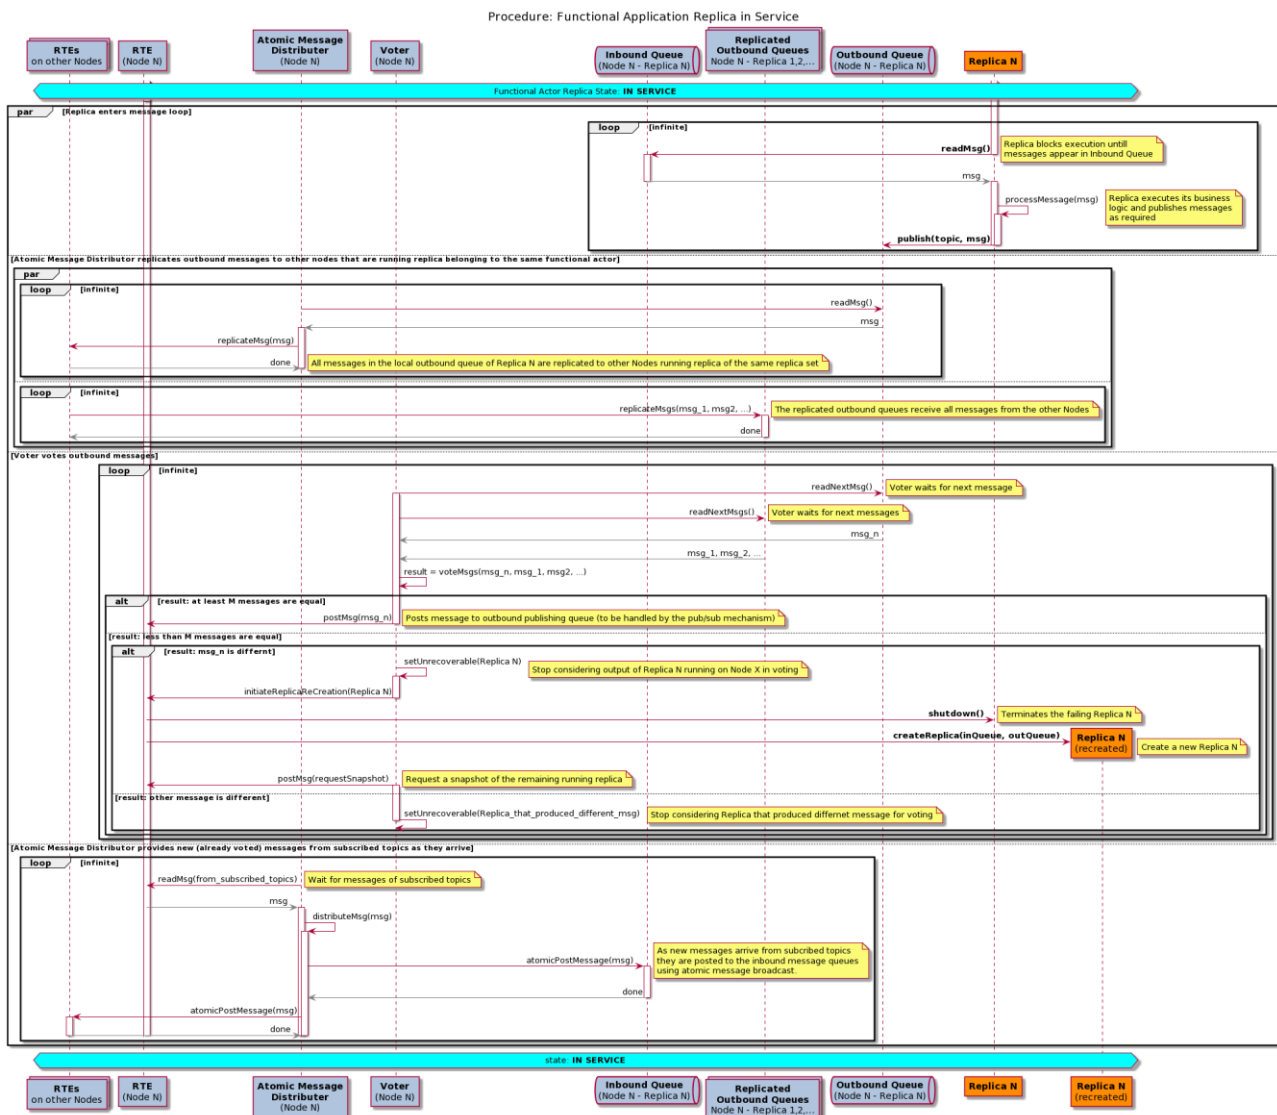 Procedure: Functional Application Replica in Service
RTEs
on other Nodes
RTE
(Node N)
Atomic Message
Distributer
(Node N)
Voter
(Node N)
Inbound Queue
(Node N - Replica N)
Replicated
Outbound Queues
Node N - Replica 1,2,...
Outbound Queue
(Node N - Replica N)
Replica N
Functional Actor Replica State: IN SERVICE
par [Replica enters message loop]
loop [infinite]
readMsg()
Replica blocks execution untill
messages appear in Inbound Queue
msg
processMessage(msg)
Replica executes its business
logic and publishes messages
as required
publish(topic, msg)
[Atomic Message Distributor replicates outbound messages to other nodes that are running replica belonging to the same functional actor]
par
loop [infinite]
readMsg()
msg
replicateMsg(msg)
done
All messages in the local outbound queue of Replica N are replicated to other Nodes running replica of the same replica set
loop [infinite]
replicateMsgs(msg_1, msg2, ...)
The replicated outbound queues receive all messages from the other Nodes
done
[Voter votes outbound messages]
loop [infinite]
readNextMsg()
Voter waits for next message
readNextMsgs()
Voter waits for next messages
msg_n
msg_1, msg_2, ...
result = voteMsgs(msg_n, msg_1, msg2, ...)
alt [result: at least M messages are equal]
postMsg(msg_n)
Posts message to outbound publishing queue (to be handled by the pub/sub mechanism)
[result: less than M messages are equal]
alt [result: msg_n is differnt]
setUnrecoverable(Replica N)
Stop considering output of Replica N running on Node X in voting
initiateReplicaReCreation(Replica N)
shutdown()
Terminates the failing Replica N
createReplica(inQueue, outQueue)
Replica N
(recreated)
Create a new Replica N
postMsg(requestSnapshot)
Request a snapshot of the remaining running replica
[result: other message is different]
setUnrecoverable(Replica_that_produced_different_msg)
Stop considering Replica that produced differnet message for voting
[Atomic Message Distributor provides new (already voted) messages from subscribed topics as they arrive]
loop [infinite]
readMsg(from_subscribed_topics)
Wait for messages of subscribed topics
msg
distributeMsg(msg)
atomicPostMessage(msg)
As new messages arrive from subcribed topics
they are posted to the inbound message queues
using atomic message broadcast.
done
atomicPostMessage(msg)
done
state: IN SERVICE
RTEs
on other Nodes
RTE
(Node N)
Atomic Message
Distributer
(Node N)
Voter
(Node N)
Inbound Queue
(Node N - Replica N)
Replicated
Outbound Queues
Node N - Replica 1,2,...
Outbound Queue
(Node N - Replica N)
Replica N
Replica N
(recreated)